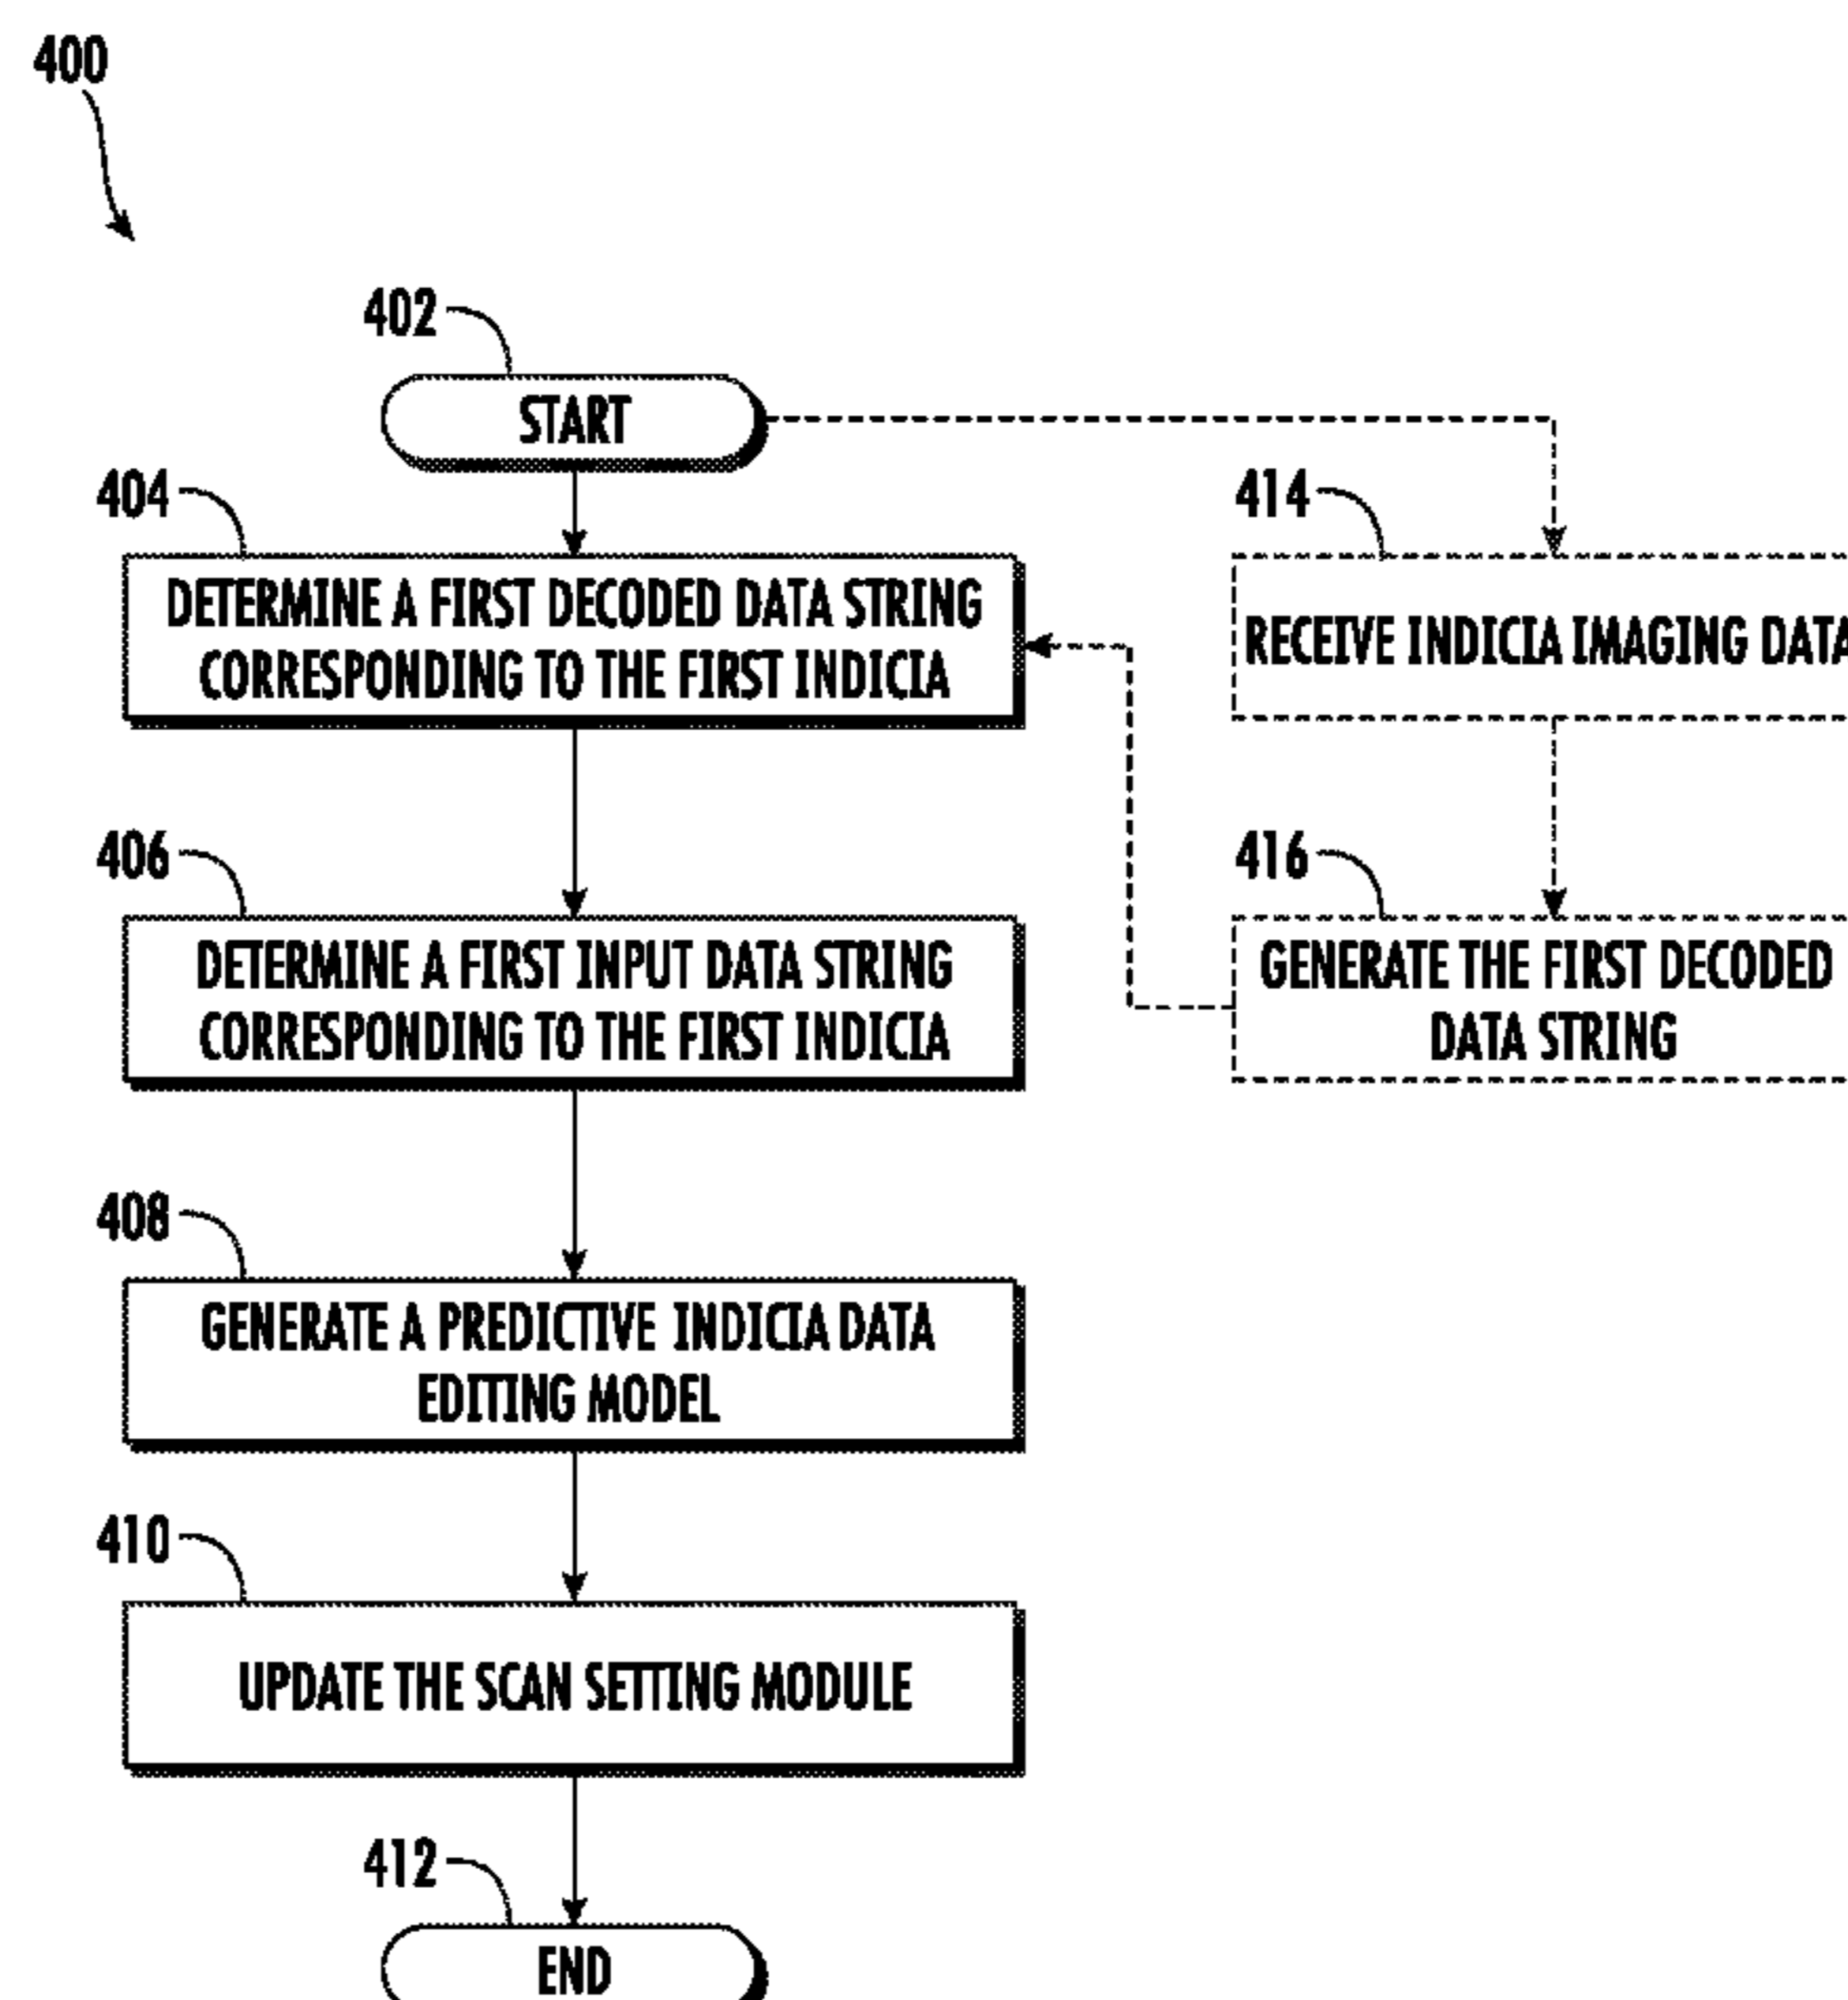 400
402
START
404
DETERMINE A FIRST DECODED DATA STRING
CORRESPONDING TO THE FIRST INDICIA
414
RECEIVE INDICIA IMAGING DATA
406
DETERMINE A FIRST INPUT DATA STRING
CORRESPONDING TO THE FIRST INDICIA
416
GENERATE THE FIRST DECODED
DATA STRING
408
GENERATE A PREDICTIVE INDICIA DATA
EDITING MODEL
410
UPDATE THE SCAN SETTING MODULE
412
END